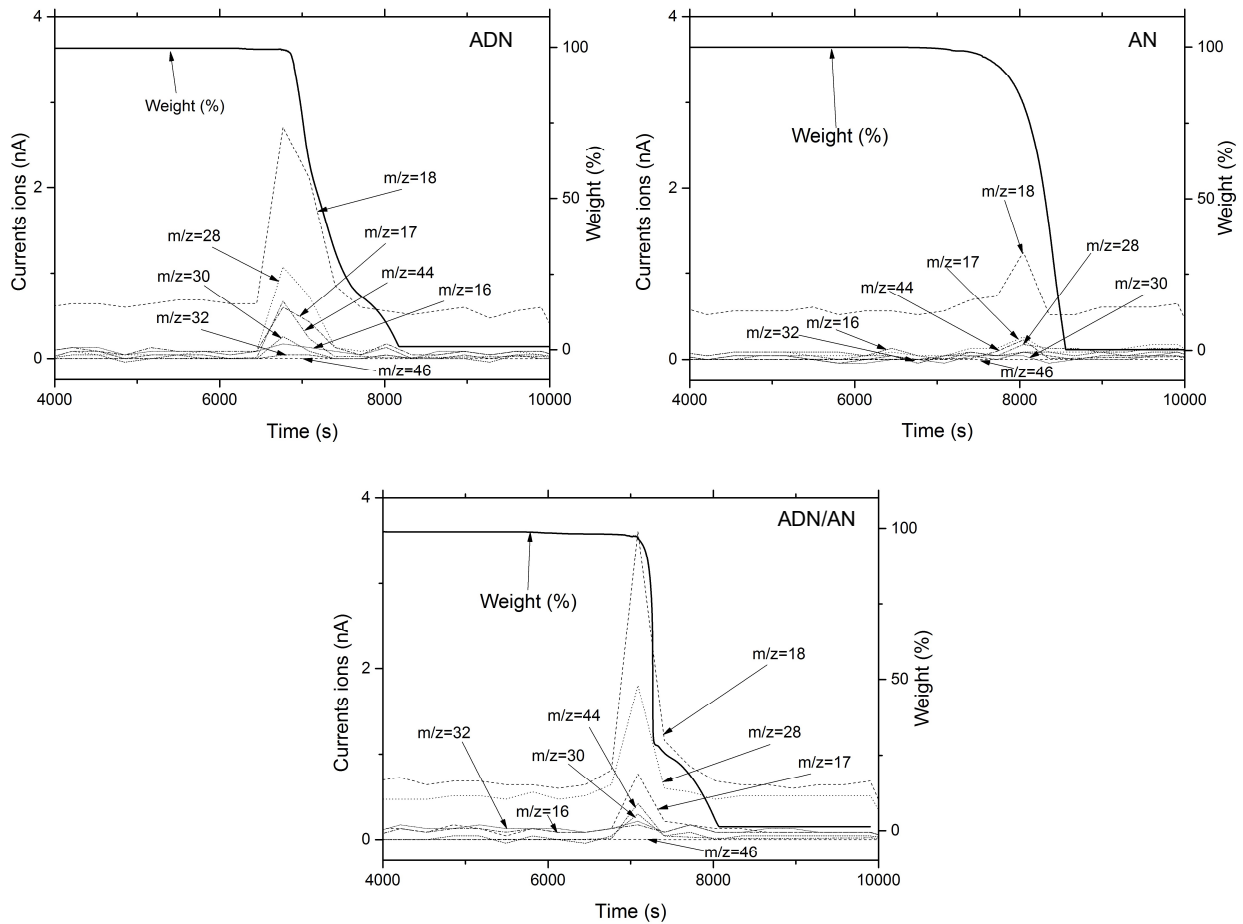 ADN
4
2
0
Currents ions (nA)
100
50
0
Weight (%)
Weight (%)
m/z=18
m/z=28
m/z=17
m/z=30
m/z=44
m/z=16
m/z=32
m/z=46
4000 6000 8000 10000
Time (s)
AN
4
2
0
Currents ions (nA)
100
50
0
Weight (%)
Weight (%)
m/z=18
m/z=28
m/z=17
m/z=44
m/z=30
m/z=16
m/z=32
m/z=46
4000 6000 8000 10000
Time (s)
ADN/AN
4
2
0
Currents ions (nA)
100
50
0
Weight (%)
Weight (%)
m/z=18
m/z=44
m/z=32
m/z=28
m/z=30
m/z=17
m/z=16
m/z=46
4000 6000 8000 10000
Time (s)